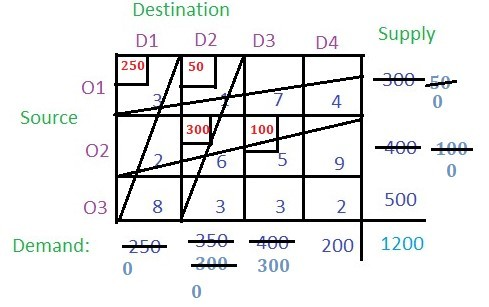 Destination
D1 D2 D3 D4 Supply
250 50
O1 3 1 7 4 300 50
0
Source
300 100
O2 2 6 5 9 400 100
0
O3 8 3 3 2 500
Demand: 250 350 400 200 1200
0 300 300
0